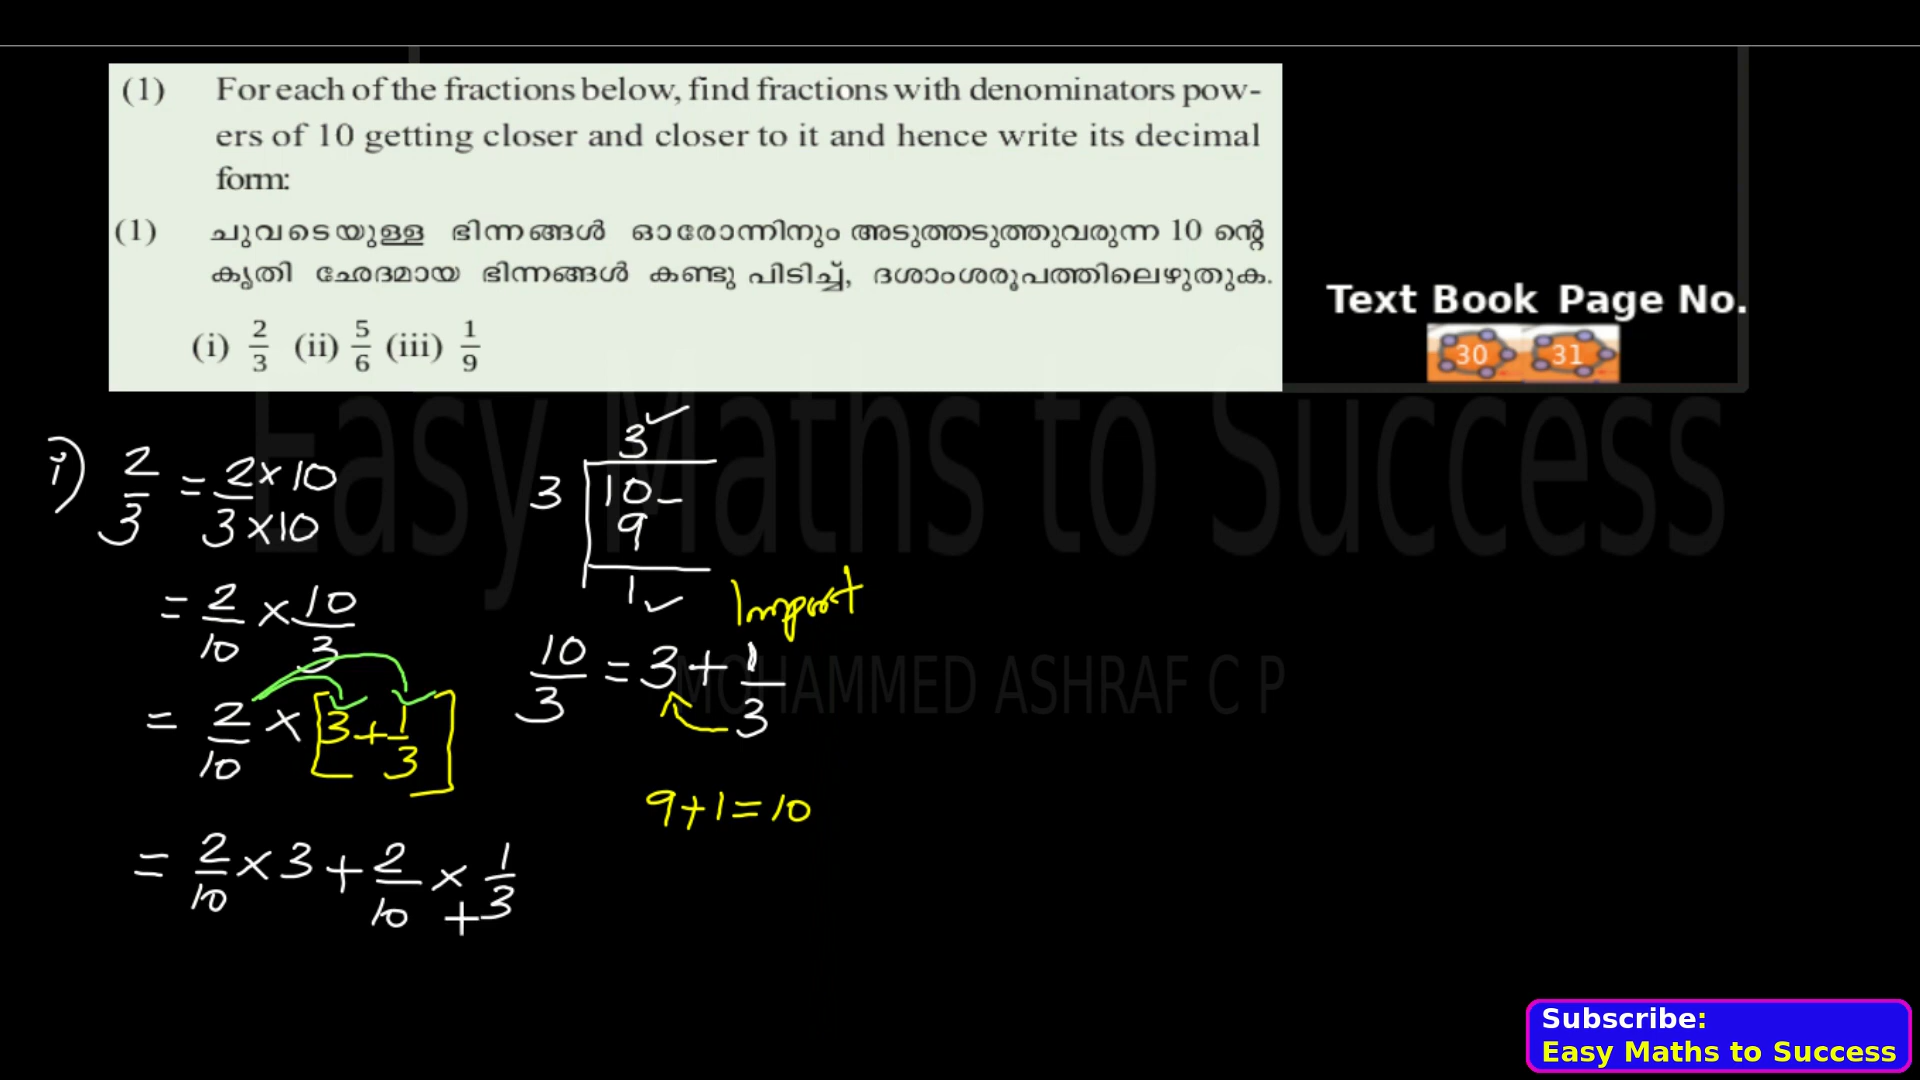 (1) For each of the fractions below, find fractions with denominators pow-
ers of 10 getting closer and closer to it and hence write its decimal
form:
(1) ചുവടെയുള്ള ഭിന്നങ്ങൾ ഓരോന്നിനും അടുത്തടുത്തുവരുന്ന 10 ന്റെ
കൃതി ഛേദമായ ഭിന്നങ്ങൾ കണ്ടു പിടിച്ച്, ദശാംശരൂപത്തിലെഴുതുക.
(i) 2/3 (ii) 5/6 (iii) 1/9
Text Book Page No.
30 31
Easy Maths to Success
MOHAMMED ASHRAF C P
i) 2/3 = 2×10/3×10
= 2/10 × 10/3
= 2/10 × [3+1/3]
= 2/10 × 3 + 2/10 × 1/3
+
3
3 10 -
9
1
Import
10/3 = 3 + 1/3
9+1=10
Subscribe:
Easy Maths to Success